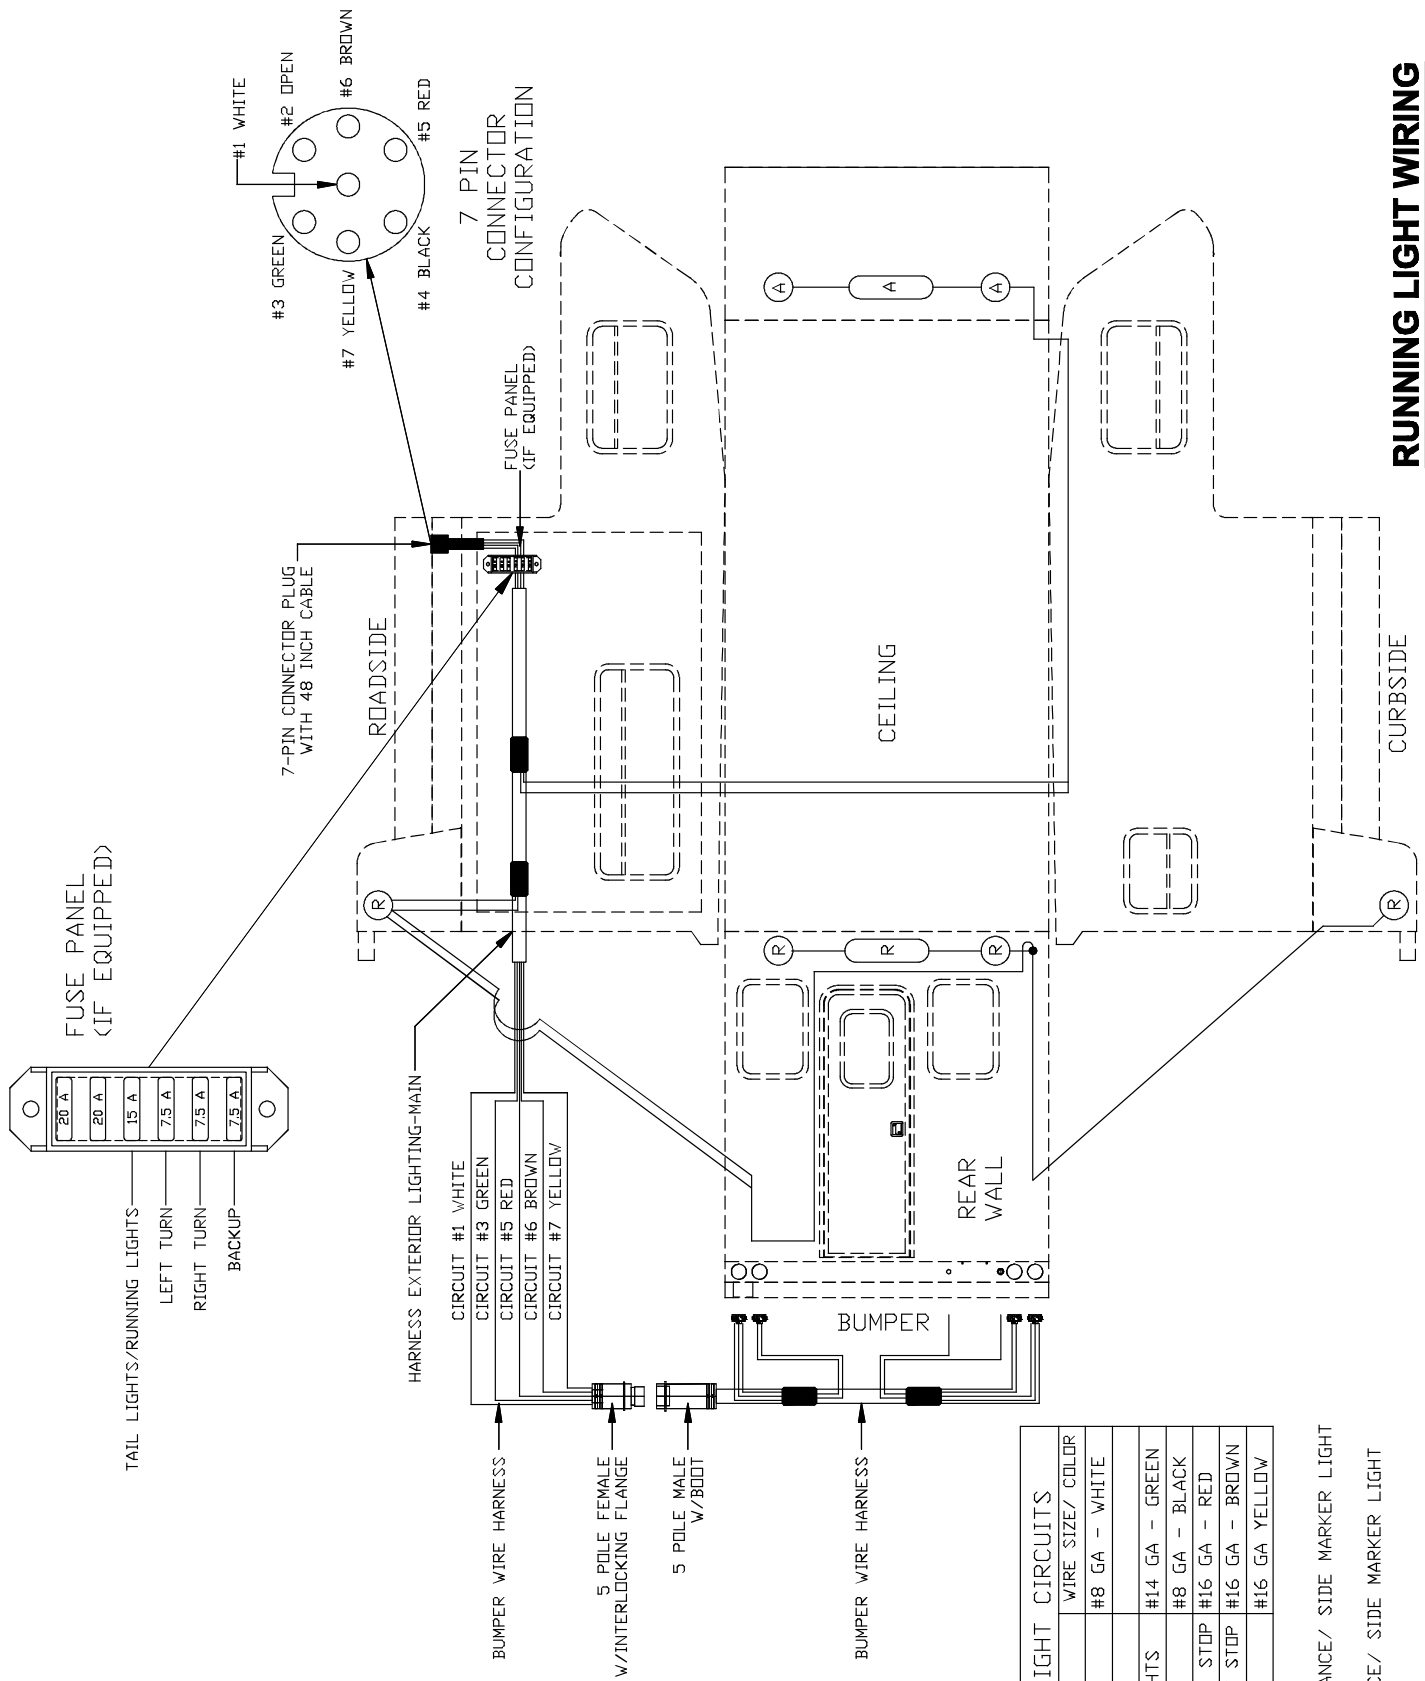 RUNNING LIGHT WIRING
#1 WHITE
#2 OPEN
#6 BROWN
#5 RED
#3 GREEN
#7 YELLOW
#4 BLACK
7 PIN
CONNECTOR
CONFIGURATION
FUSE PANEL
(IF EQUIPPED)
7-PIN CONNECTOR PLUG
WITH 48 INCH CABLE
ROADSIDE
CEILING
CURBSIDE
A
A
A
FUSE PANEL
(IF EQUIPPED)
20 A
20 A
15 A
7.5 A
7.5 A
7.5 A
TAIL LIGHTS/RUNNING LIGHTS
LEFT TURN
RIGHT TURN
BACKUP
R
R
R
R
R
HARNESS EXTERIOR LIGHTING-MAIN
CIRCUIT #1 WHITE
CIRCUIT #3 GREEN
CIRCUIT #5 RED
CIRCUIT #6 BROWN
CIRCUIT #7 YELLOW
REAR
WALL
BUMPER
BUMPER WIRE HARNESS
5 POLE FEMALE
W/INTERLOCKING FLANGE
5 POLE MALE
W/BOOT
BUMPER WIRE HARNESS
IGHT CIRCUITS
WIRE SIZE/ COLOR
#8 GA - WHITE
HTS #14 GA - GREEN
#8 GA - BLACK
STOP #16 GA - RED
STOP #16 GA - BROWN
#16 GA YELLOW
ANCE/ SIDE MARKER LIGHT
CE/ SIDE MARKER LIGHT